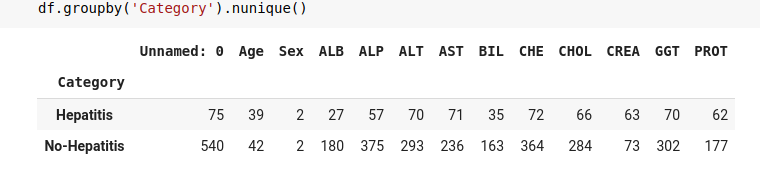 df.groupby('Category').nunique()
Unnamed: 0 Age Sex ALB ALP ALT AST BIL CHE CHOL CREA GGT PROT
Category
Hepatitis 75 39 2 27 57 70 71 35 72 66 63 70 62
No-Hepatitis 540 42 2 180 375 293 236 163 364 284 73 302 177